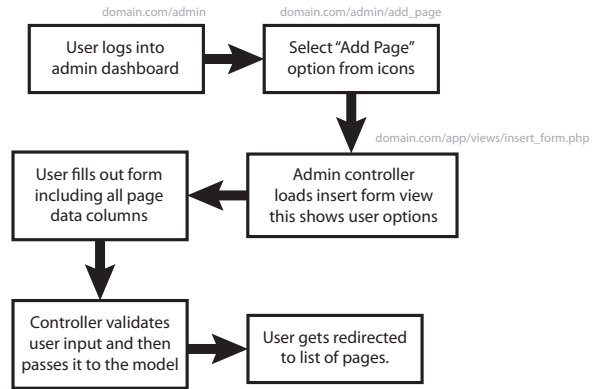 domain.com/admin
User logs into
admin dashboard
domain.com/admin/add_page
Select “Add Page”
option from icons
domain.com/app/views/insert_form.php
Admin controller
loads insert form view
this shows user options
User fills out form
including all page
data columns
Controller validates
user input and then
passes it to the model
User gets redirected
to list of pages.